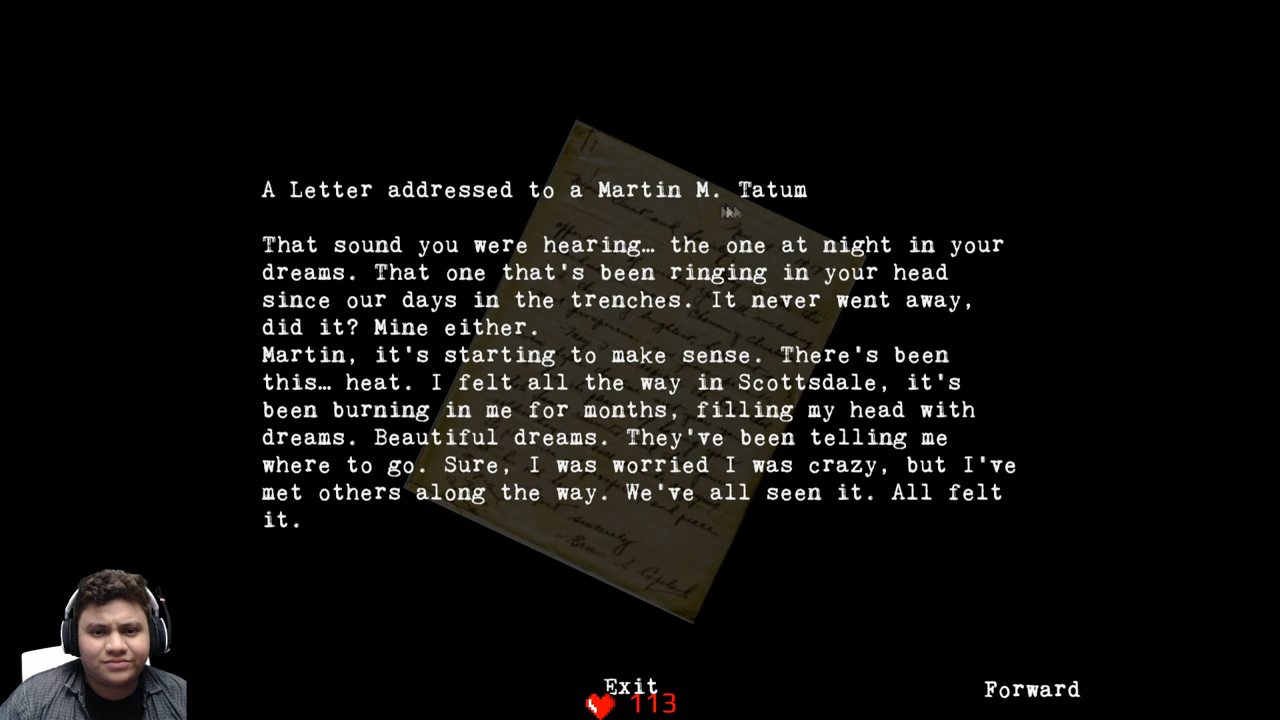 A Letter addressed to a Martin M. Tatum
That sound you were hearing… the one at night in your
dreams. That one that's been ringing in your head
since our days in the trenches. It never went away,
did it? Mine either.
Martin, it's starting to make sense. There's been
this… heat. I felt all the way in Scottsdale, it's
been burning in me for months, filling my head with
dreams. Beautiful dreams. They've been telling me
where to go. Sure, I was worried I was crazy, but I've
met others along the way. We've all seen it. All felt
it.
Exit
113
Forward